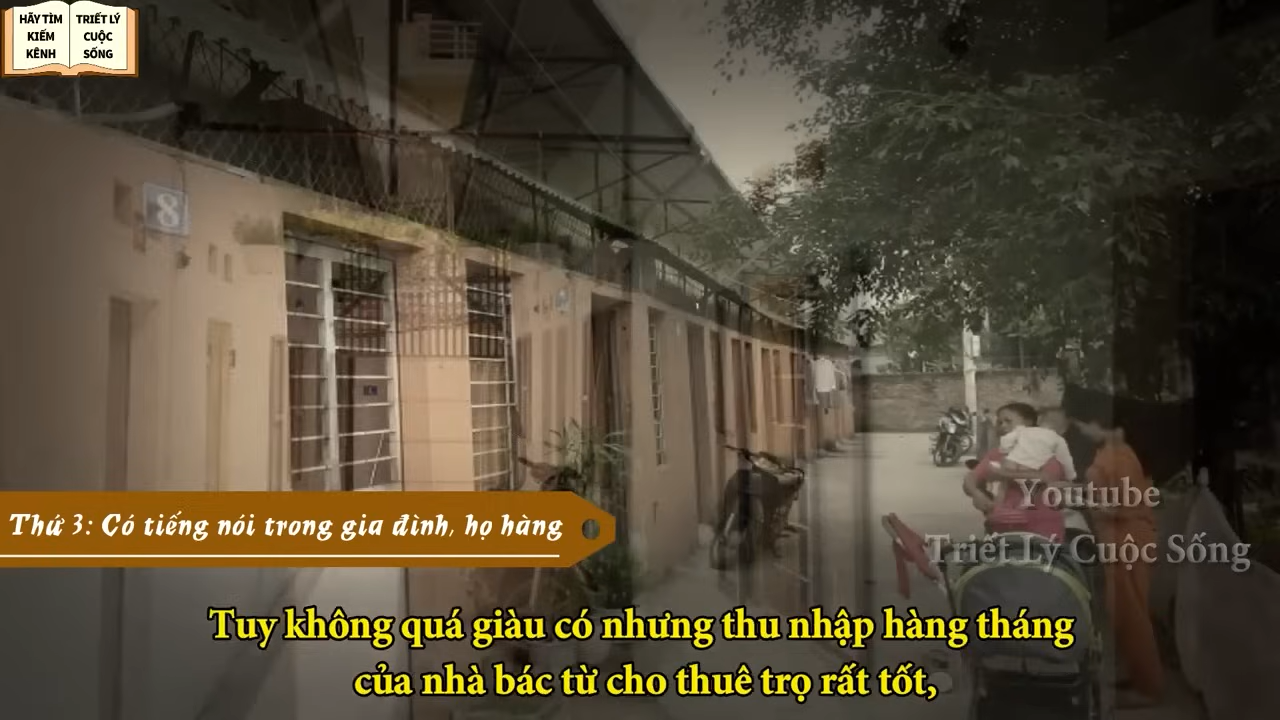 HÃY TÌM
KIẾM
KÊNH
TRIẾT LÝ
CUỘC
SỐNG
8
Thứ 3: Có tiếng nói trong gia đình, họ hàng
Youtube
Triết Lý Cuộc Sống
Tuy không quá giàu có nhưng thu nhập hàng tháng
của nhà bác từ cho thuê trọ rất tốt,